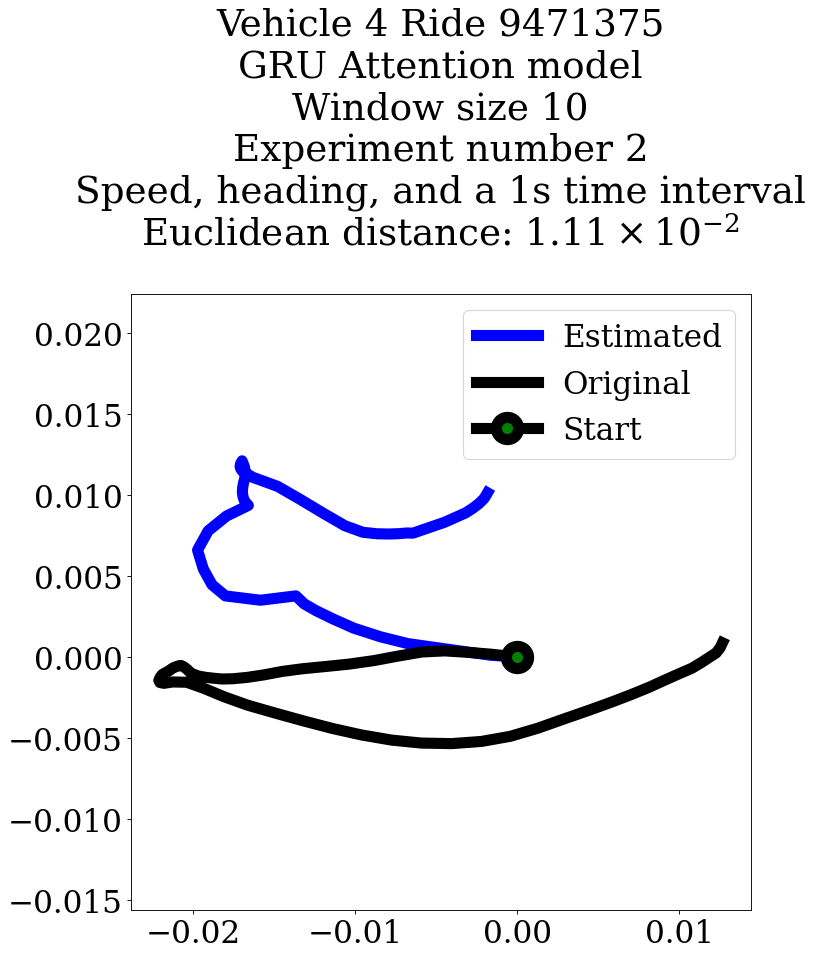 Vehicle 4 Ride 9471375
GRU Attention model
Window size 10
Experiment number 2
Speed, heading, and a 1s time interval
Euclidean distance: 1.11 × 10⁻²
Estimated
Original
Start
0.020
0.015
0.010
0.005
0.000
−0.005
−0.010
−0.015
−0.02
−0.01
0.00
0.01